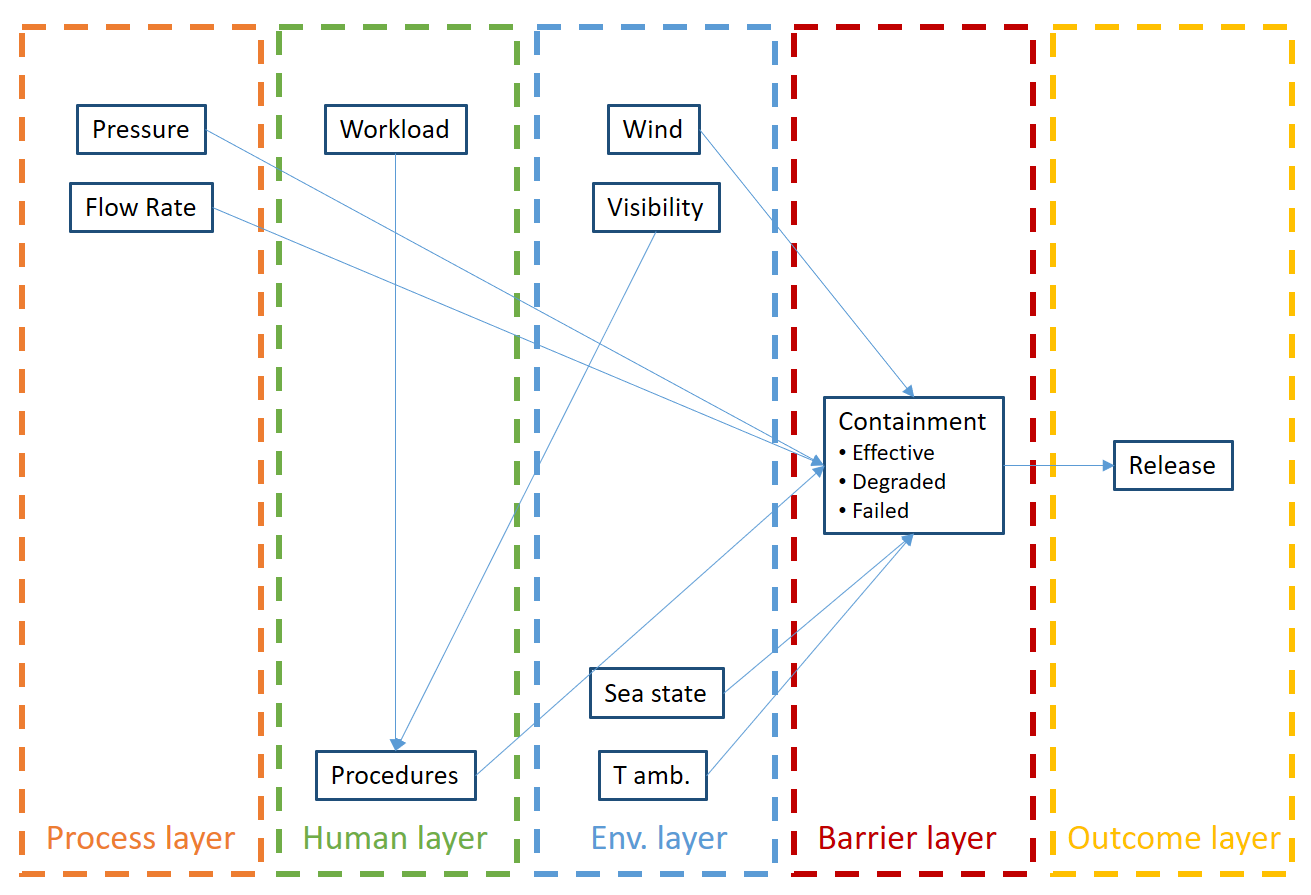 Pressure
Workload
Wind
Flow Rate
Visibility
Containment
• Effective
• Degraded
• Failed
Release
Sea state
Procedures
T amb.
Process layer
Human layer
Env. layer
Barrier layer
Outcome layer